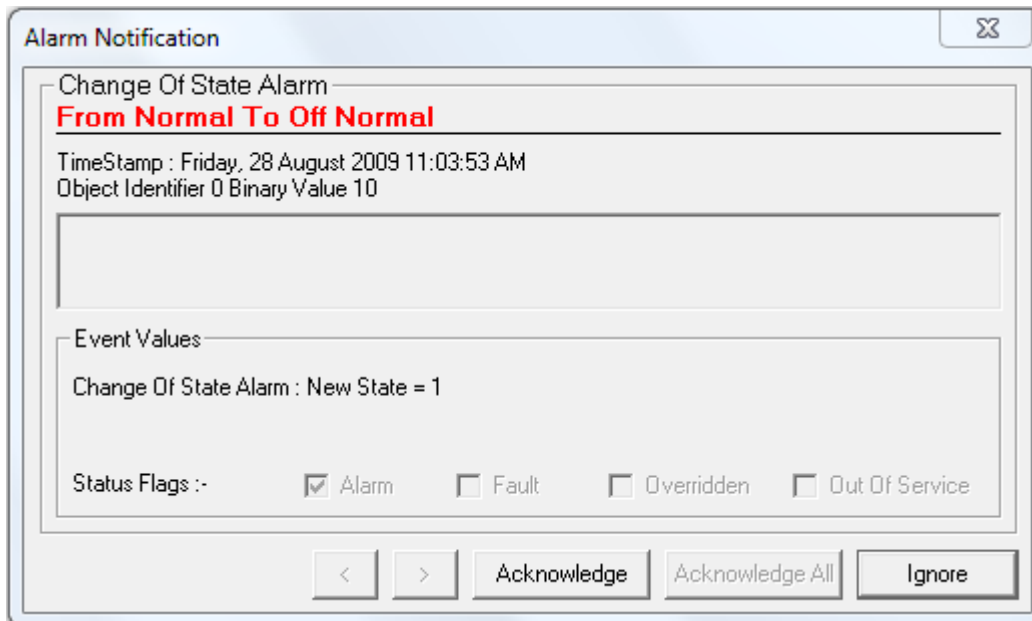 Alarm Notification
Change Of State Alarm
From Normal To Off Normal
TimeStamp : Friday, 28 August 2009 11:03:53 AM
Object Identifier 0 Binary Value 10
Event Values
Change Of State Alarm : New State = 1
Status Flags :- Alarm Fault Overridden Out Of Service
< > Acknowledge Acknowledge All Ignore